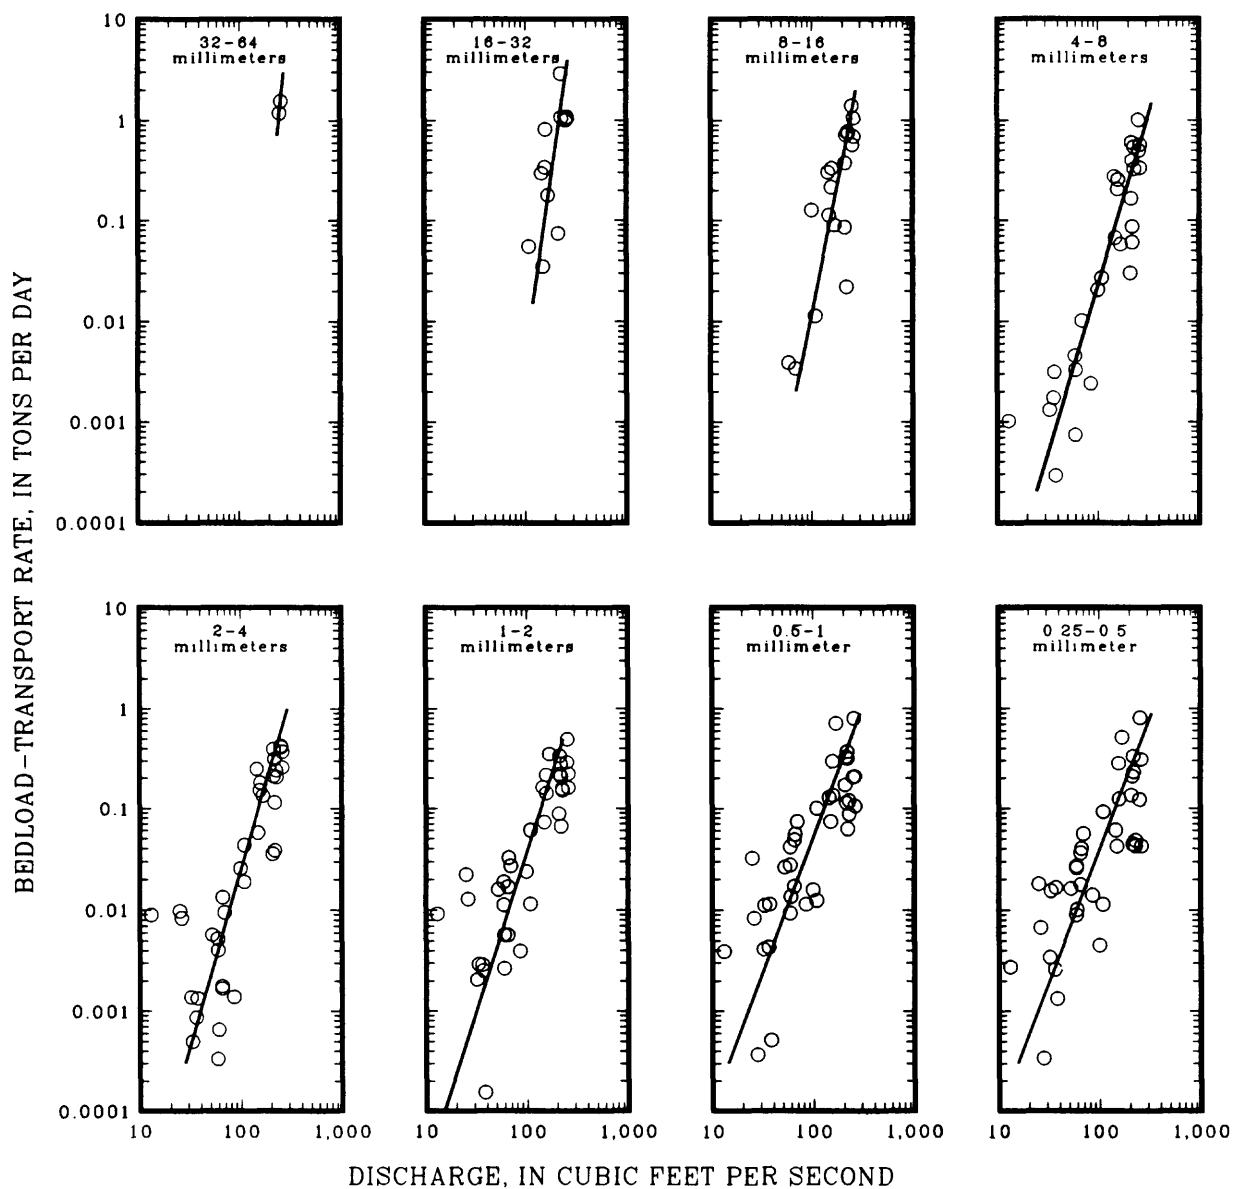 BEDLOAD-TRANSPORT RATE, IN TONS PER DAY
10
1
0.1
0.01
0.001
0.0001
32-64
millimeters
16-32
millimeters
8-16
millimeters
4-8
millimeters
10
1
0.1
0.01
0.001
0.0001
2-4
millimeters
1-2
millimeters
0.5-1
millimeter
0.25-0.5
millimeter
10 100 1,000 10 100 1,000 10 100 1,000 10 100 1,000
DISCHARGE, IN CUBIC FEET PER SECOND